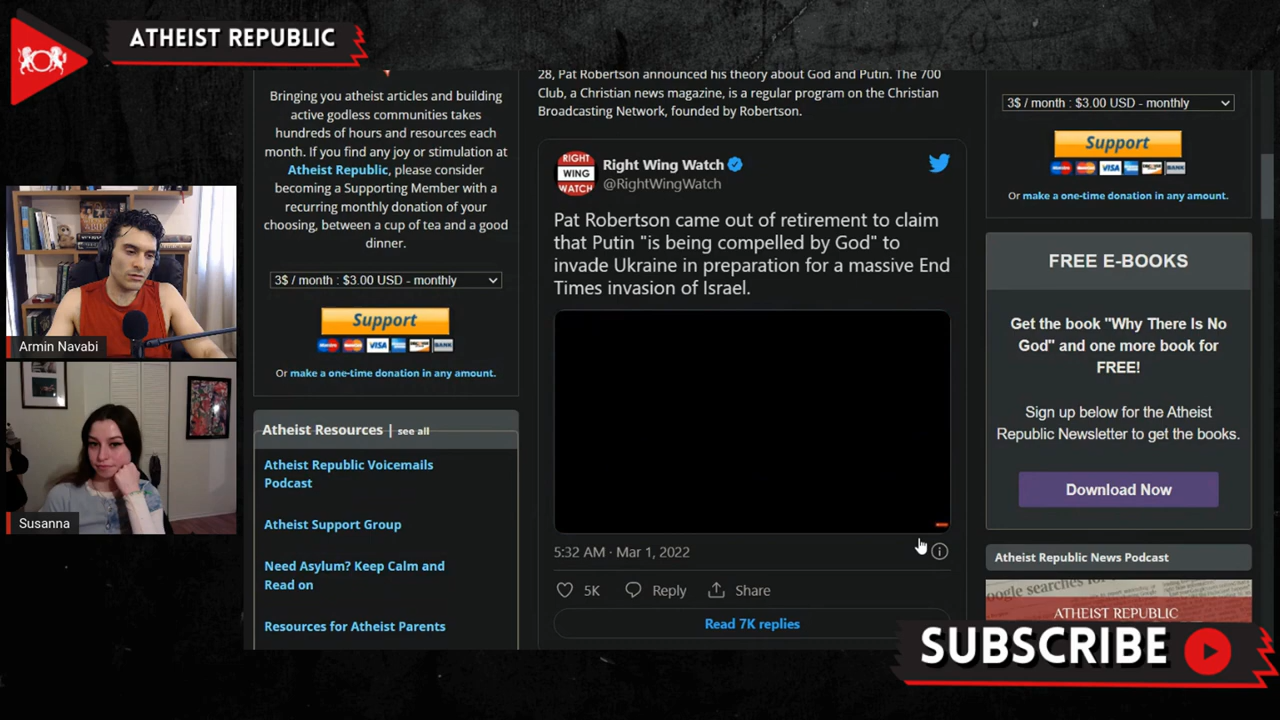 ATHEIST REPUBLIC
Armin Navabi
Susanna
Bringing you atheist articles and building
active godless communities takes
hundreds of hours and resources each
month. If you find any joy or stimulation at
Atheist Republic, please consider
becoming a Supporting Member with a
recurring monthly donation of your
choosing, between a cup of tea and a good
dinner.
3$ / month : $3.00 USD - monthly
Support
VISA
BANK
Or make a one-time donation in any amount.
Atheist Resources | see all
Atheist Republic Voicemails
Podcast
Atheist Support Group
Need Asylum? Keep Calm and
Read on
Resources for Atheist Parents
28, Pat Robertson announced his theory about God and Putin. The 700
Club, a Christian news magazine, is a regular program on the Christian
Broadcasting Network, founded by Robertson.
RIGHT
WING
WATCH
Right Wing Watch
@RightWingWatch
Pat Robertson came out of retirement to claim
that Putin "is being compelled by God" to
invade Ukraine in preparation for a massive End
Times invasion of Israel.
5:32 AM · Mar 1, 2022
5K
Reply
Share
Read 7K replies
3$ / month : $3.00 USD - monthly
Support
VISA
BANK
Or make a one-time donation in any amount.
FREE E-BOOKS
Get the book "Why There Is No
God" and one more book for
FREE!
Sign up below for the Atheist
Republic Newsletter to get the books.
Download Now
Atheist Republic News Podcast
oogle searches for
ATHEIST REPUBLIC
SUBSCRIBE